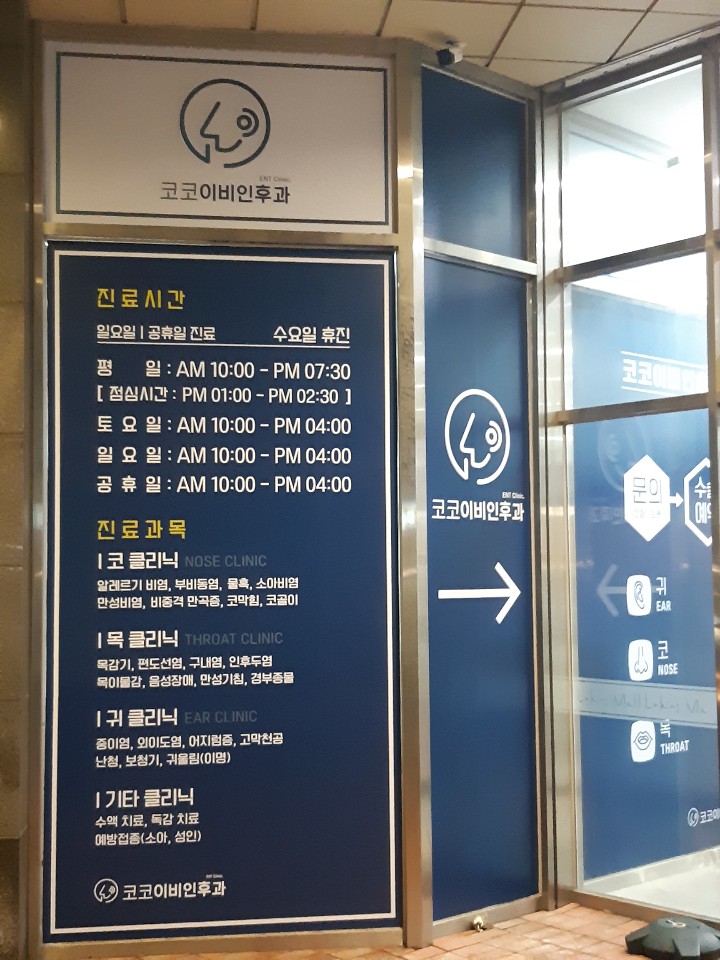 ENT Clinic.
코코이비인후과
진료시간
일요일 | 공휴일 진료 수요일 휴진
평 일 : AM 10:00 - PM 07:30
[ 점심시간 : PM 01:00 - PM 02:30 ]
토 요 일 : AM 10:00 - PM 04:00
일 요 일 : AM 10:00 - PM 04:00
공 휴 일 : AM 10:00 - PM 04:00
진료과목
| 코 클리닉 NOSE CLINIC
알레르기 비염, 부비동염, 물혹, 소아비염
만성비염, 비중격 만곡증, 코막힘, 코골이
| 목 클리닉 THROAT CLINIC
목감기, 편도선염, 구내염, 인후두염
목이물감, 음성장애, 만성기침, 경부종물
| 귀 클리닉 EAR CLINIC
중이염, 외이도염, 어지럼증, 고막천공
난청, 보청기, 귀울림(이명)
| 기타 클리닉
수액 치료, 독감 치료
예방접종(소아, 성인)
ENT Clinic.
코코이비인후과
ENT Clinic.
코코이비인후과
코코이비인
문의
귀
EAR
코
NOSE
목
THROAT
코코이